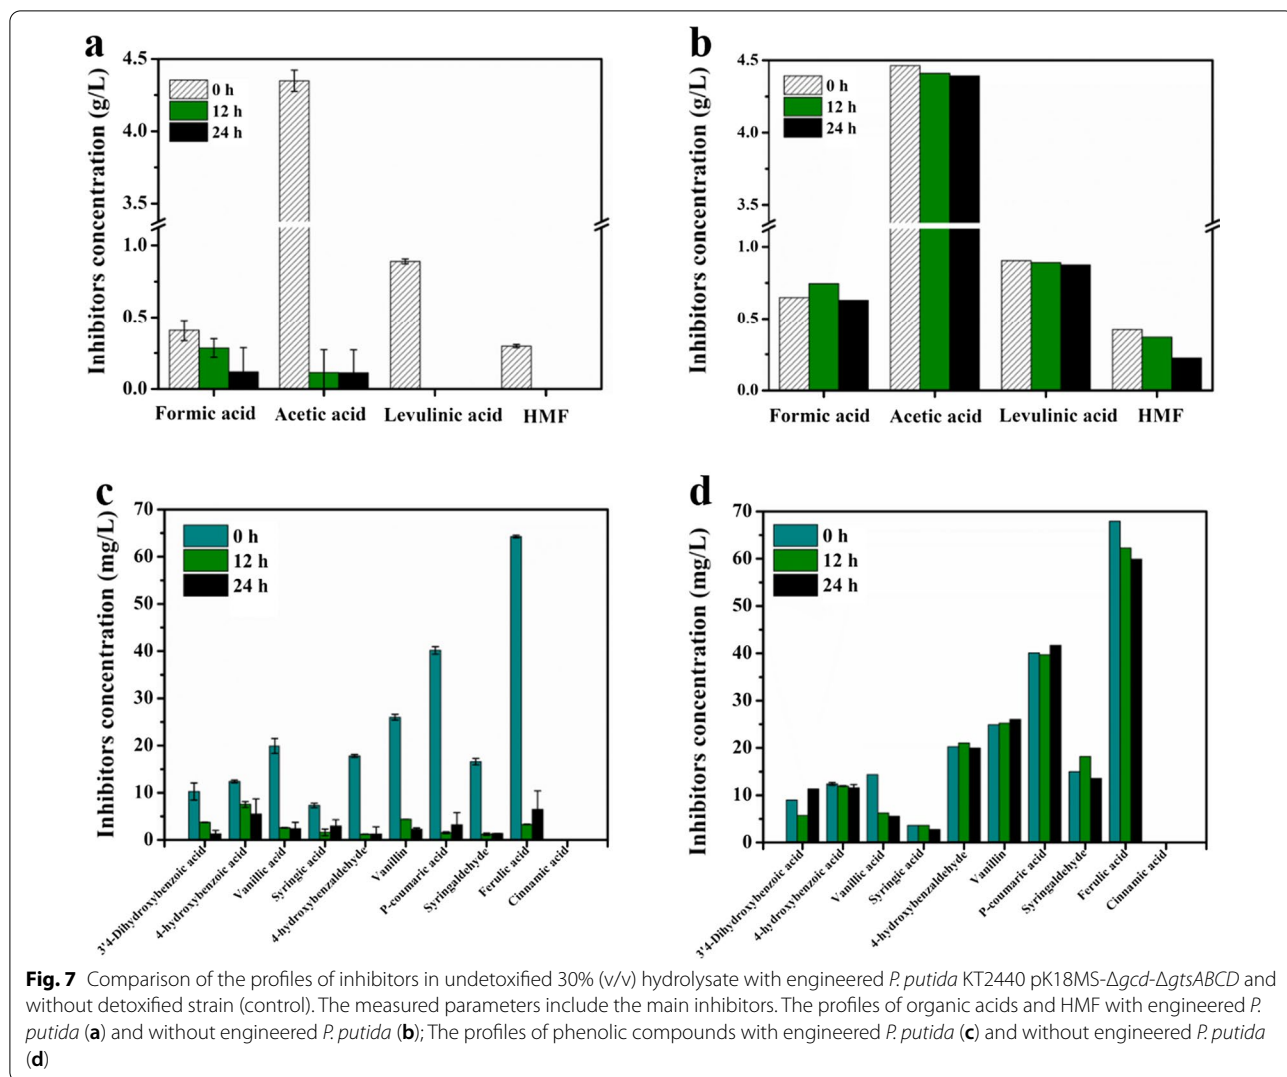 a
Inhibitors concentration (g/L)
4.5
4.0
3.5
1.0
0.5
0.0
0 h
12 h
24 h
Formic acid
Acetic acid
Levulinic acid
HMF
b
Inhibitors concentration (g/L)
4.5
4.0
3.5
1.0
0.5
0.0
0 h
12 h
24 h
Formic acid
Acetic acid
Levulinic acid
HMF
c
Inhibitors concentration (mg/L)
70
60
50
40
30
20
10
0
0 h
12 h
24 h
3'4-Dihydroxybenzoic acid
4-hydroxybenzoic acid
Vanillic acid
Syringic acid
4-hydroxybenzaldehyde
Vanillin
P-coumaric acid
Syringaldehyde
Ferulic acid
Cinnamic acid
d
Inhibitors concentration (mg/L)
70
60
50
40
30
20
10
0
0 h
12 h
24 h
3'4-Dihydroxybenzoic acid
4-hydroxybenzoic acid
Vanillic acid
Syringic acid
4-hydroxybenzaldehyde
Vanillin
P-coumaric acid
Syringaldehyde
Ferulic acid
Cinnamic acid
Fig. 7 Comparison of the profiles of inhibitors in undetoxified 30% (v/v) hydrolysate with engineered P. putida KT2440 pK18MS-Δgcd-ΔgtsABCD and
without detoxified strain (control). The measured parameters include the main inhibitors. The profiles of organic acids and HMF with engineered P.
putida (a) and without engineered P. putida (b); The profiles of phenolic compounds with engineered P. putida (c) and without engineered P. putida
(d)